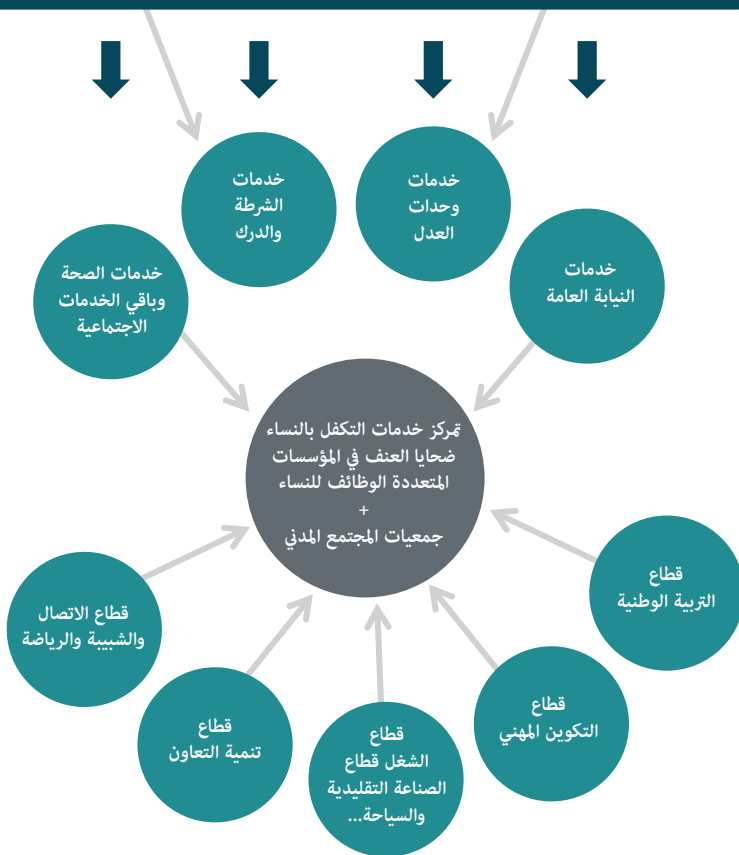 خدمات
وحدات
العدل
خدمات
الشرطة
والدرك
خدمات
النيابة العامة
خدمات الصحة
وباقي الخدمات
الاجتماعية
تمركز خدمات التكفل بالنساء
ضحايا العنف في المؤسسات
المتعددة الوظائف للنساء
+
جمعيات المجتمع المدني
قطاع
التربية الوطنية
قطاع الاتصال
والشبيبة والرياضة
قطاع
التكوين المهني
قطاع
تنمية التعاون
قطاع
الشغل قطاع
الصناعة التقليدية
والسياحة...